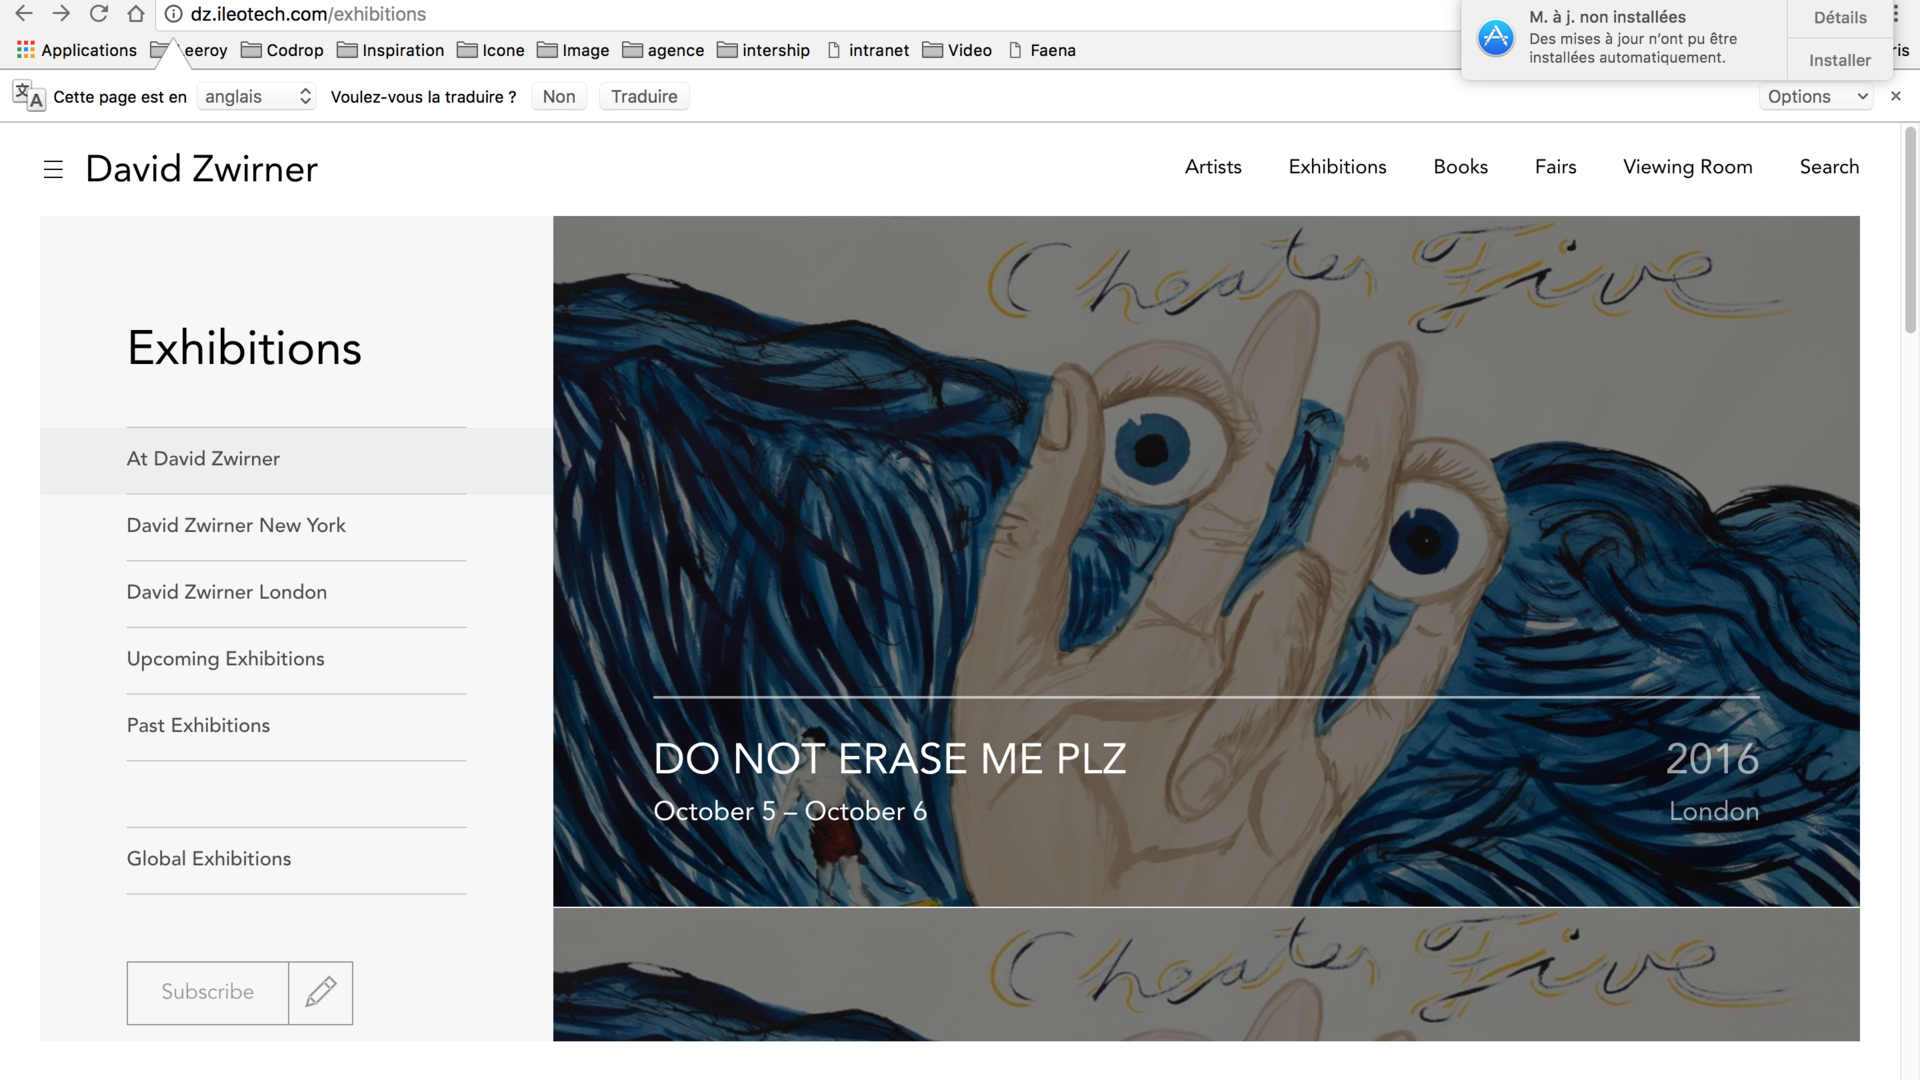 dz.ileotech.com/exhibitions
M. à j. non installées
Des mises à jour n'ont pu être
installées automatiquement.
Détails
Installer
Applications eeroy Codrop Inspiration Icone Image agence intership intranet Video Faena
Cette page est en anglais Voulez-vous la traduire ? Non Traduire Options
David Zwirner
Artists Exhibitions Books Fairs Viewing Room Search
Exhibitions
At David Zwirner
David Zwirner New York
David Zwirner London
Upcoming Exhibitions
Past Exhibitions
Global Exhibitions
Subscribe
Cheater Five
DO NOT ERASE ME PLZ 2016
October 5 – October 6 London
Cheater Five